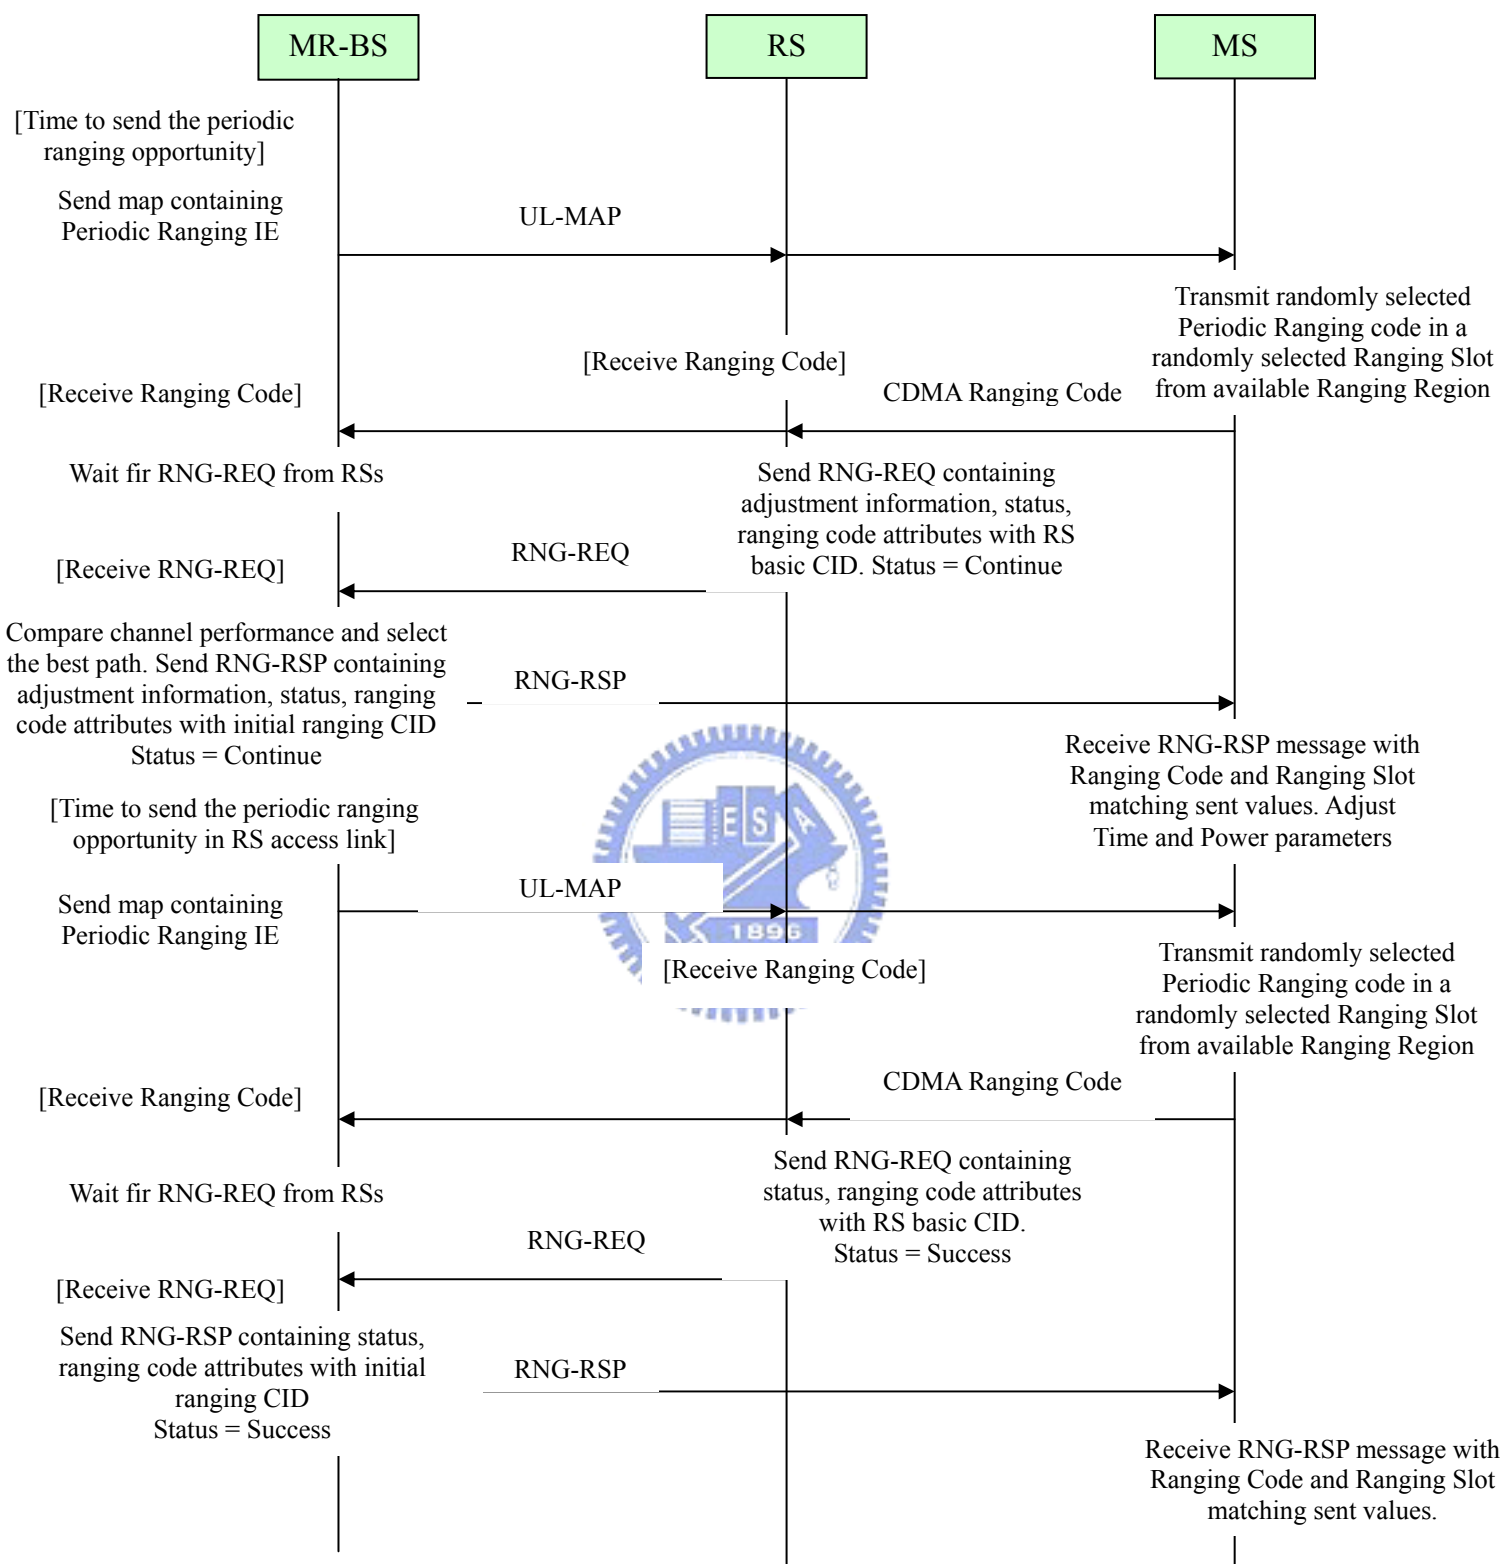 MR-BS
RS
MS
[Time to send the periodic
ranging opportunity]
Send map containing
Periodic Ranging IE
UL-MAP
Transmit randomly selected
Periodic Ranging code in a
randomly selected Ranging Slot
from available Ranging Region
[Receive Ranging Code]
[Receive Ranging Code]
CDMA Ranging Code
Wait fir RNG-REQ from RSs
Send RNG-REQ containing
adjustment information, status,
ranging code attributes with RS
basic CID. Status = Continue
RNG-REQ
[Receive RNG-REQ]
Compare channel performance and select
the best path. Send RNG-RSP containing
adjustment information, status, ranging
code attributes with initial ranging CID
Status = Continue
RNG-RSP
Receive RNG-RSP message with
Ranging Code and Ranging Slot
matching sent values. Adjust
Time and Power parameters
[Time to send the periodic ranging
opportunity in RS access link]
E S A
UL-MAP
Send map containing
Periodic Ranging IE
1896
[Receive Ranging Code]
Transmit randomly selected
Periodic Ranging code in a
randomly selected Ranging Slot
from available Ranging Region
[Receive Ranging Code]
CDMA Ranging Code
Wait fir RNG-REQ from RSs
Send RNG-REQ containing
status, ranging code attributes
with RS basic CID.
Status = Success
RNG-REQ
[Receive RNG-REQ]
Send RNG-RSP containing status,
ranging code attributes with initial
ranging CID
Status = Success
RNG-RSP
Receive RNG-RSP message with
Ranging Code and Ranging Slot
matching sent values.